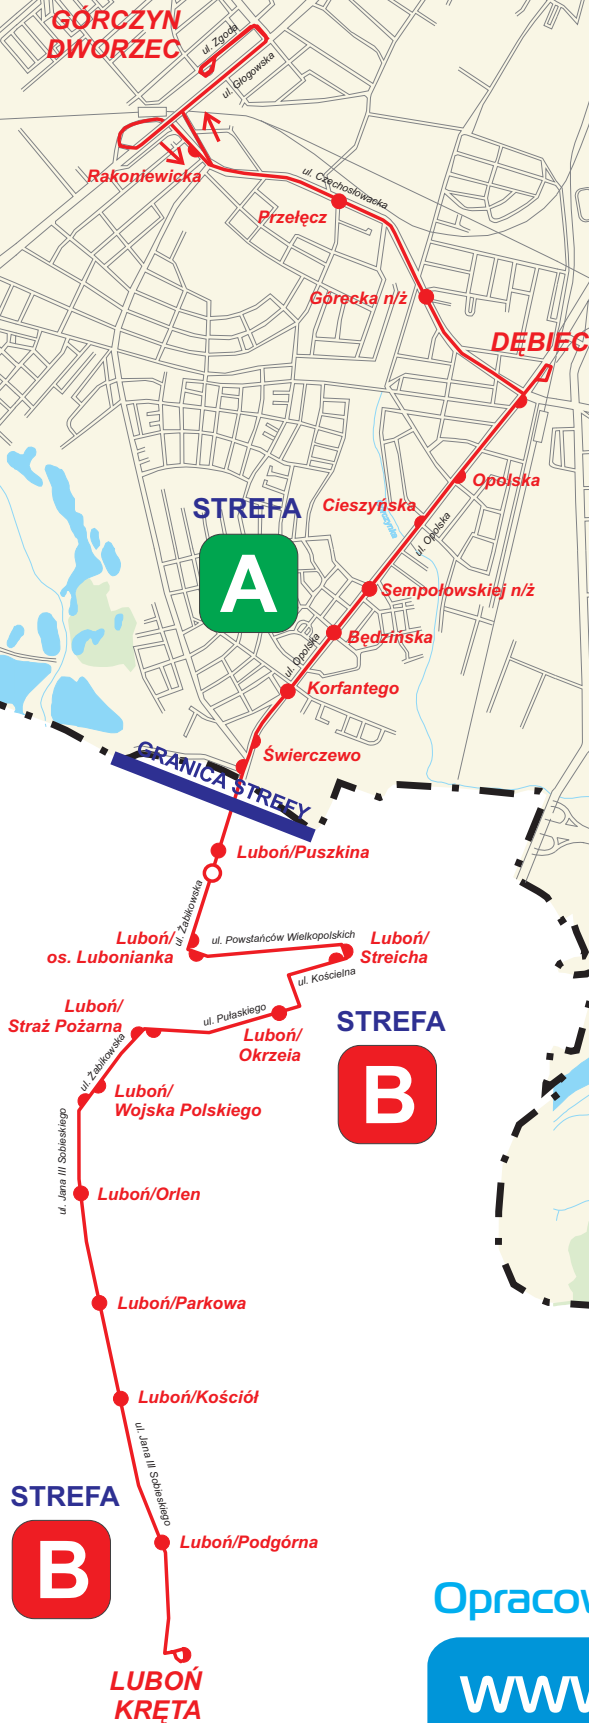 GÓRCZYN
DWORZEC
ul. Zgoda
ul. Głogowska
Rakoniewicka
ul. Czechosłowacka
Przełęcz
Górecka n/ż
DĘBIEC
Opolska
STREFA
Cieszyńska
ul. Opolska
A
Sempołowskiej n/ż
Będzińska
ul. Opolska
Korfantego
Świerczewo
GRANICA STREFY
Luboń/Puszkina
ul. Żabikowska
Luboń/
os. Lubonianka
ul. Powstańców Wielkopolskich
Luboń/
Streicha
ul. Kościelna
Luboń/
Straż Pożarna
ul. Pułaskiego
Luboń/
Okrzeia
STREFA
B
ul. Żabikowska
Luboń/
Wojska Polskiego
ul. Jana III Sobieskiego
Luboń/Orlen
Luboń/Parkowa
Luboń/Kościół
ul. Jana III Sobieskiego
STREFA
B
Luboń/Podgórna
Opracow
www
LUBOŃ
KRĘTA